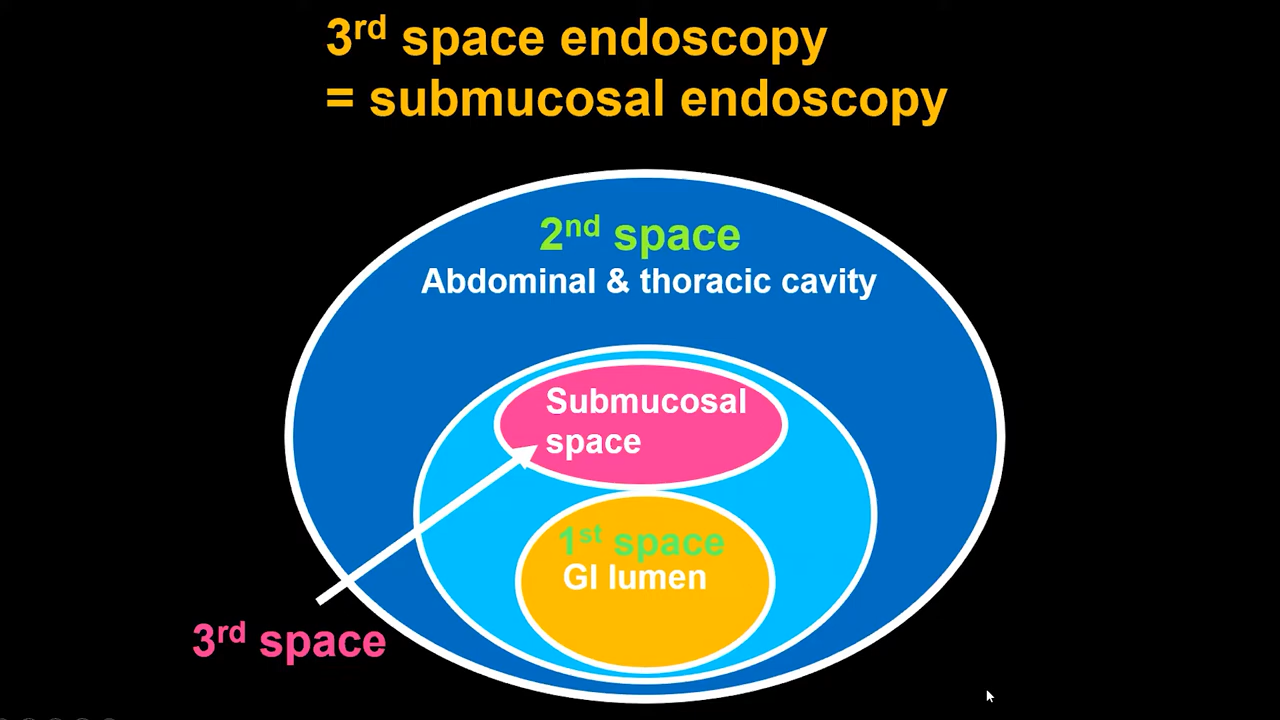 3rd space endoscopy
= submucosal endoscopy
2nd space
Abdominal & thoracic cavity
Submucosal
space
1st space
GI lumen
3rd space